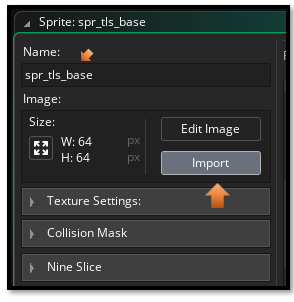 Sprite: spr_tls_base
Name:
spr_tls_base
Image:
Size:
W: 64 px
H: 64 px
Edit Image
Import
Texture Settings:
Collision Mask
Nine Slice